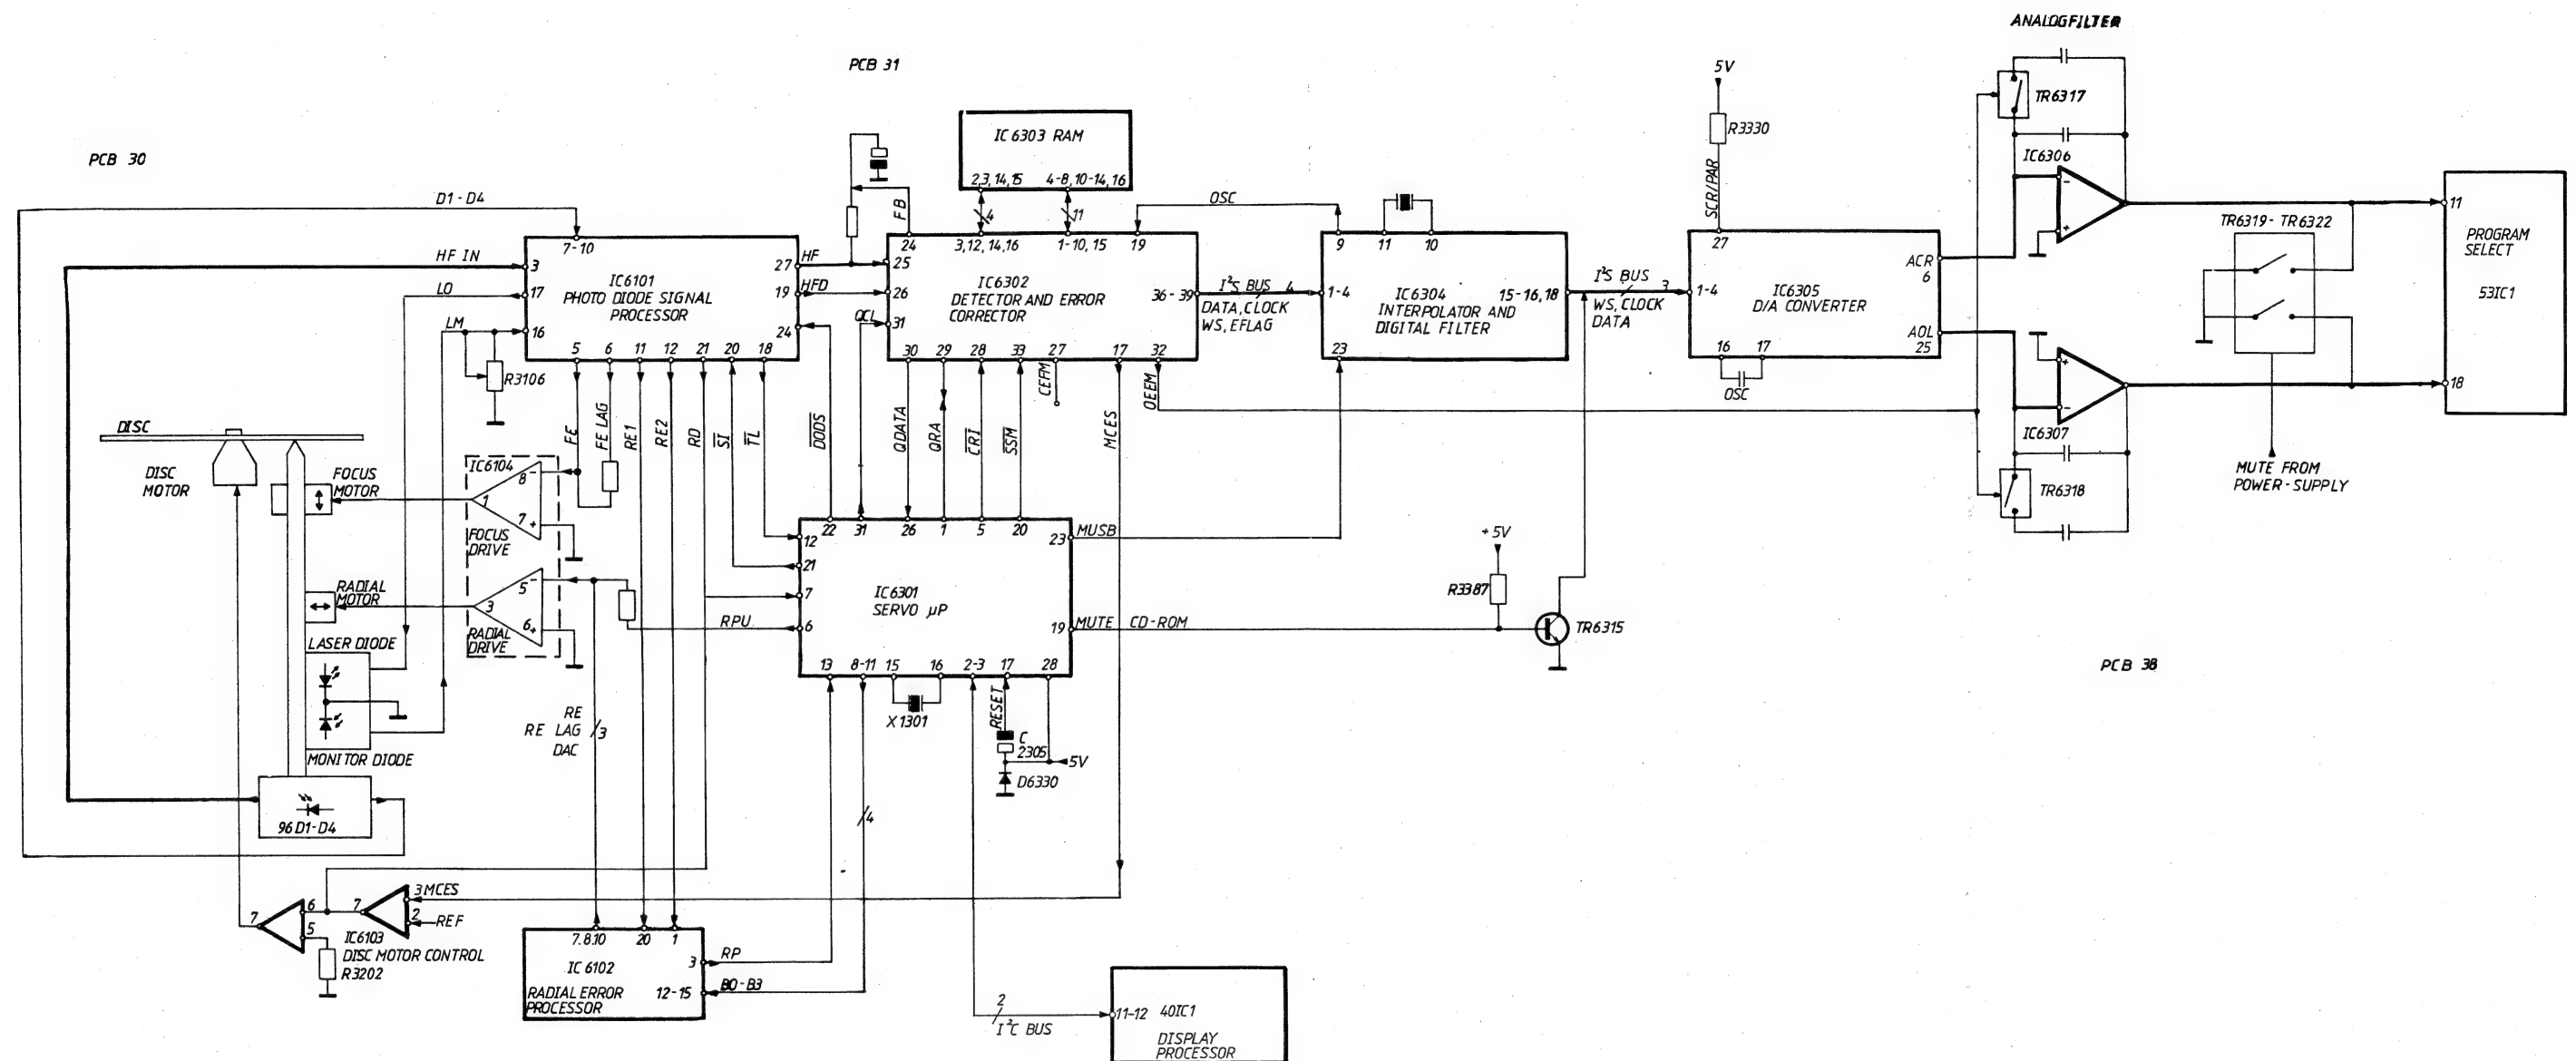 ANALOGFILTER
PCB 31
PCB 30
5V
TR6317
R3330
SCR/PAR
IC 6303 RAM
2,3,14,15
4-8,10-14,16
4
11
FB
OSC
IC6306
-
+
D1-D4
7-10
24
3,12,14,16
1-10,15
19
9
11
10
27
TR6319-TR6322
11
PROGRAM
SELECT
53IC1
18
HF IN
3
IC6101
PHOTO DIODE SIGNAL
PROCESSOR
27
HF
25
19
HFD
26
LO
17
24
QCL
31
LM
16
IC6302
DETECTOR AND ERROR
CORRECTOR
36-39
I²S BUS
4
DATA,CLOCK
WS,EFLAG
1-4
IC6304
INTERPOLATOR AND
DIGITAL FILTER
15-16,18
I²S BUS
3
WS,CLOCK
DATA
1-4
IC6305
D/A CONVERTER
ACR
6
AOL
25
5
6
11
12
21
20
18
30
29
28
33
27
17
32
23
16
17
OSC
+
-
IC6307
R3106
FE
FE LAG
RE1
RE2
RD
SI
TL
DODS
QDATA
QRA
CRI
SSM
CEFM
MCES
OEEM
MUTE FROM
POWER-SUPPLY
TR6318
DISC
DISC
MOTOR
FOCUS
MOTOR
IC6104
8
-
1
7
+
FOCUS
DRIVE
RADIAL
MOTOR
5
-
3
6
+
RADIAL
DRIVE
22
31
26
1
5
20
12
21
7
6
RPU
IC6301
SERVO µP
23
MUSB
19
MUTE CD-ROM
+5V
R3387
TR6315
PCB 38
LASER DIODE
MONITOR DIODE
13
8-11
15
16
2-3
17
28
X1301
RESET
C
2305
5V
D6330
RE
RE LAG
DAC
3
4
96D1-D4
7
6
5
7
3
MCES
2
REF
IC6103
DISC MOTOR CONTROL
R3202
7.8.10
20
1
IC 6102
RADIAL ERROR
PROCESSOR
3
RP
12-15
B0-B3
2
I²C BUS
11-12
40IC1
DISPLAY
PROCESSOR